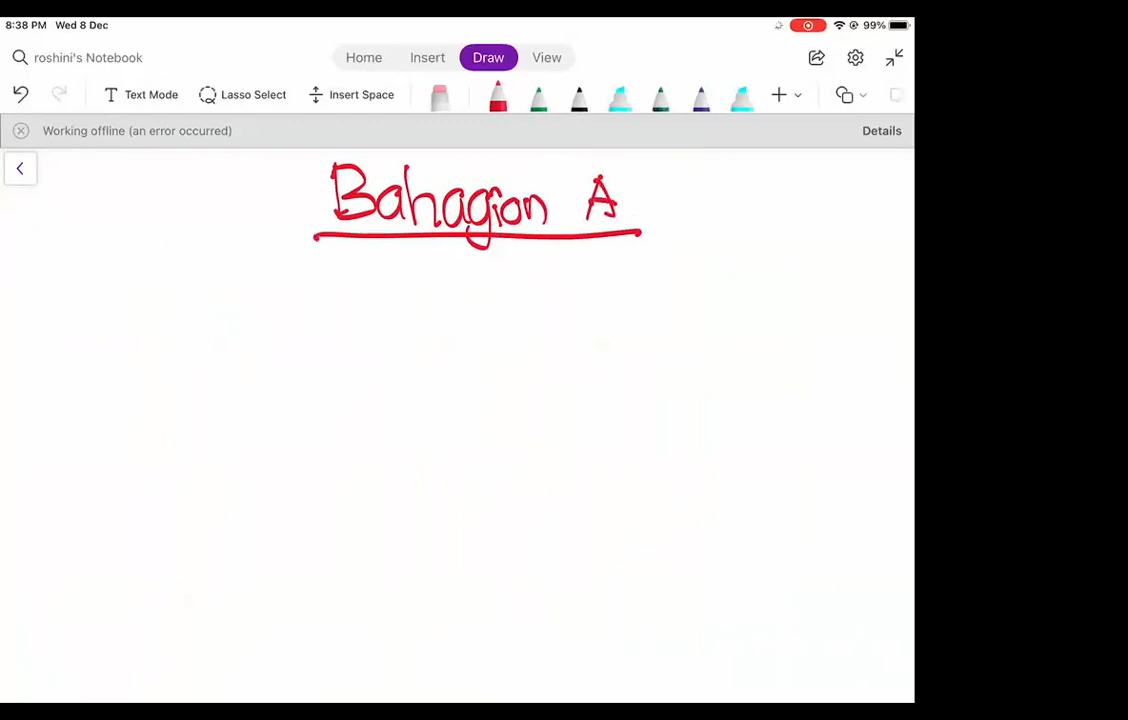 8:38 PM Wed 8 Dec 99%
roshini's Notebook Home Insert Draw View
Text Mode Lasso Select Insert Space
Working offline (an error occurred) Details
Bahagian A